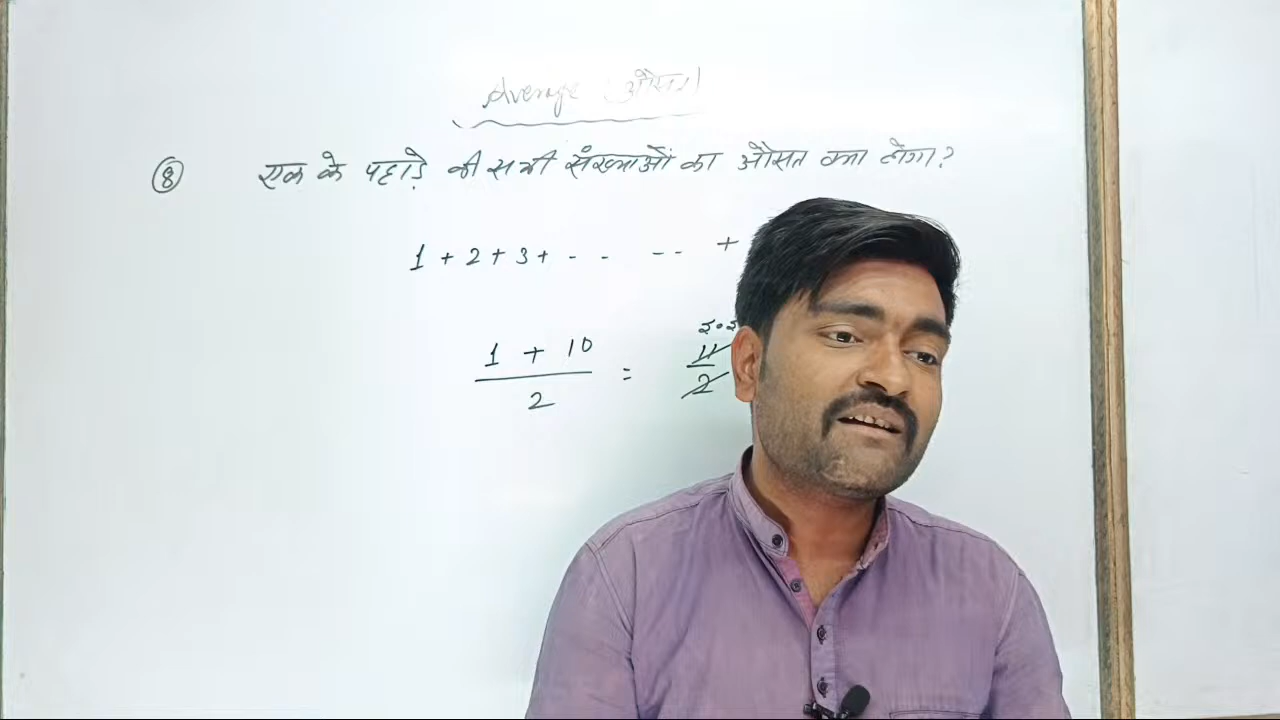 Average (औसत)
⑧ एक के पहाड़े की सभी संख्याओं का औसत क्या होगा?
1 + 2 + 3 + - - - - +
1 + 10
2
=
11
2